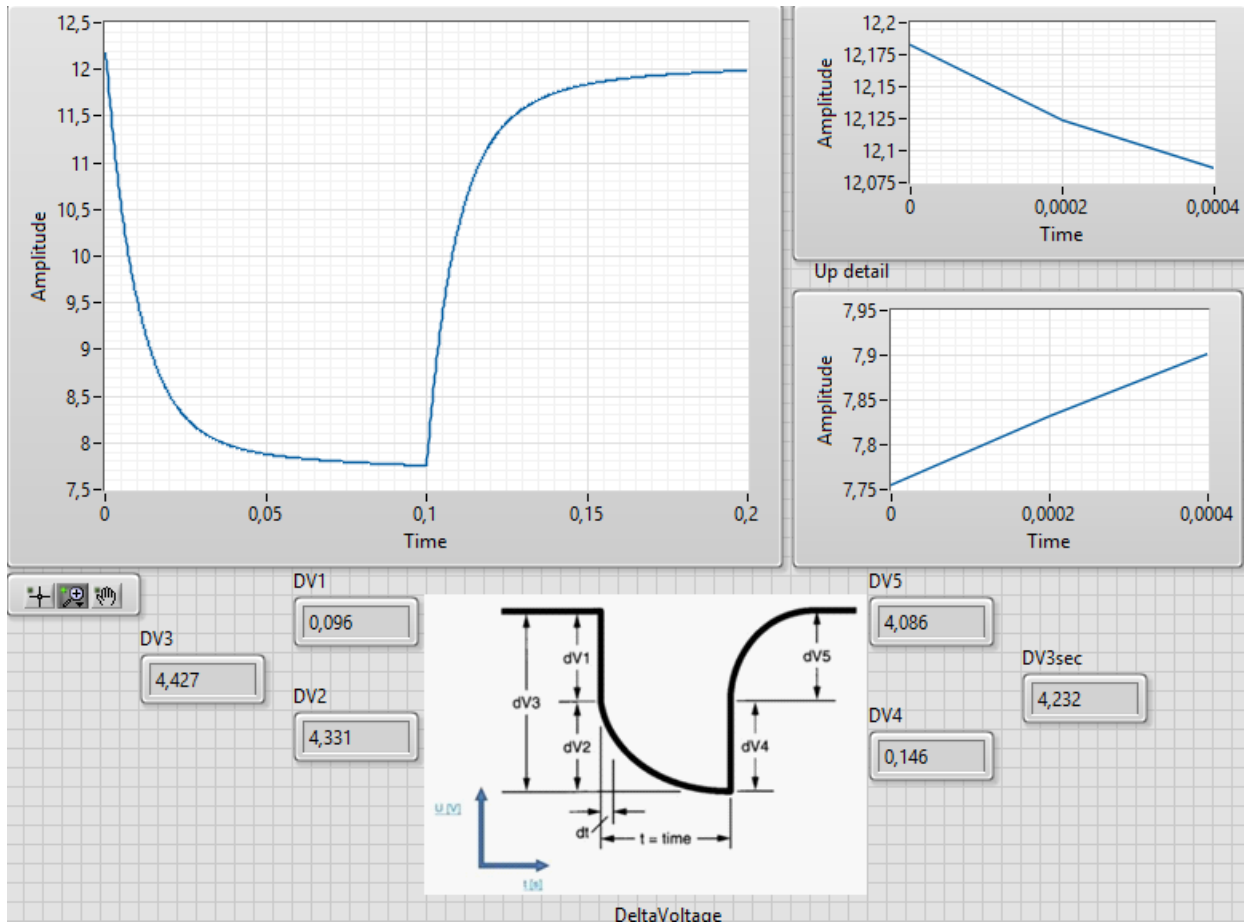 12,5
12
11,5
11
10,5
10
9,5
9
8,5
8
7,5
Amplitude
0
0,05
0,1
0,15
0,2
Time
12,2
12,175
12,15
12,125
12,1
12,075
Amplitude
0
0,0002
0,0004
Time
Up detail
7,95
7,9
7,85
7,8
7,75
Amplitude
0
0,0002
0,0004
Time
DV1
0,096
DV3
4,427
DV2
4,331
dV1
dV3
dV2
dV5
dV4
dt
t = time
U [V]
t [s]
DV5
4,086
DV3sec
4,232
DV4
0,146
DeltaVoltage